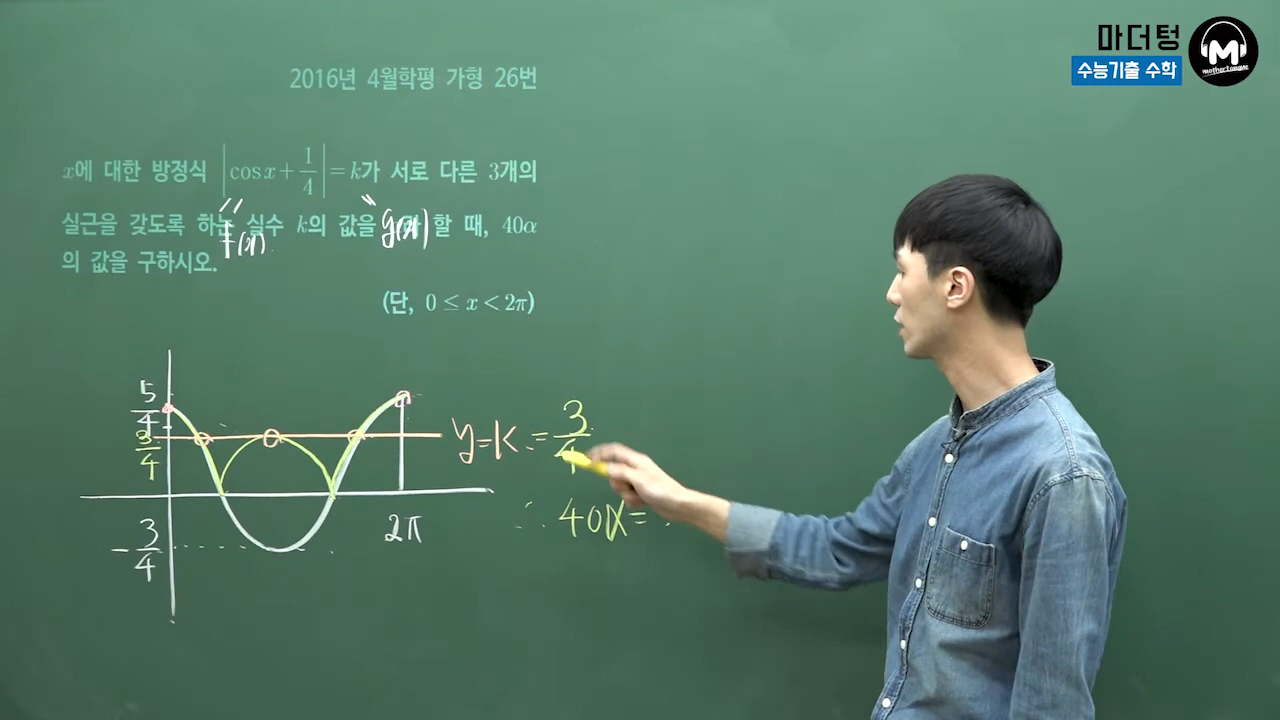 마더텅
수능기출 수학
M
mothertongue
2016년 4월학평 가형 26번
x에 대한 방정식 |cosx+1/4|=k가 서로 다른 3개의
실근을 갖도록 하는 실수 k의 값을 할 때, 40α
의 값을 구하시오.
(단, 0≤x<2π)
f(x)
g(x)
5/4
3/4
-3/4
2π
y=k=3/4
∴ 40α=